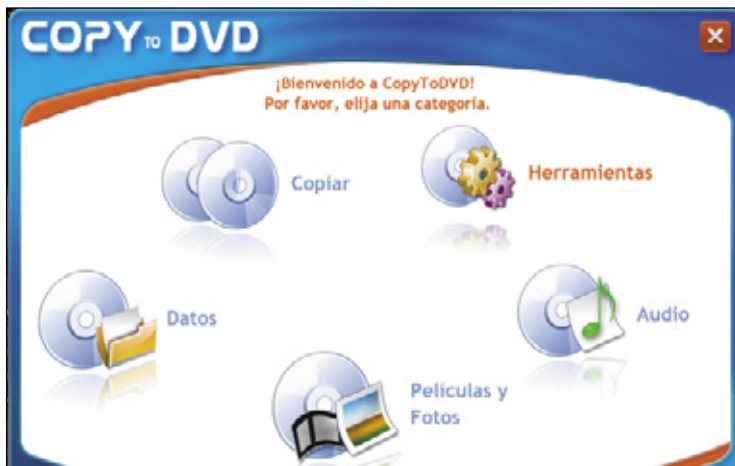 COPY TO DVD
¡Bienvenido a CopyToDVD!
Por favor, elija una categoría.
Copiar
Herramientas
Datos
Audio
Películas y
Fotos